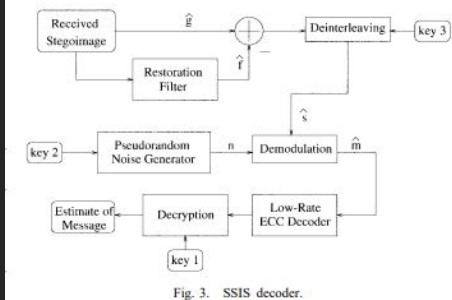 Received
Stegoimage
ĝ
Deinterleaving
key 3
−
f̂
Restoration
Filter
ŝ
key 2
Pseudorandom
Noise Generator
n
Demodulation
m̂
Estimate of
Message
Decryption
Low-Rate
ECC Decoder
key 1
Fig. 3. SSIS decoder.